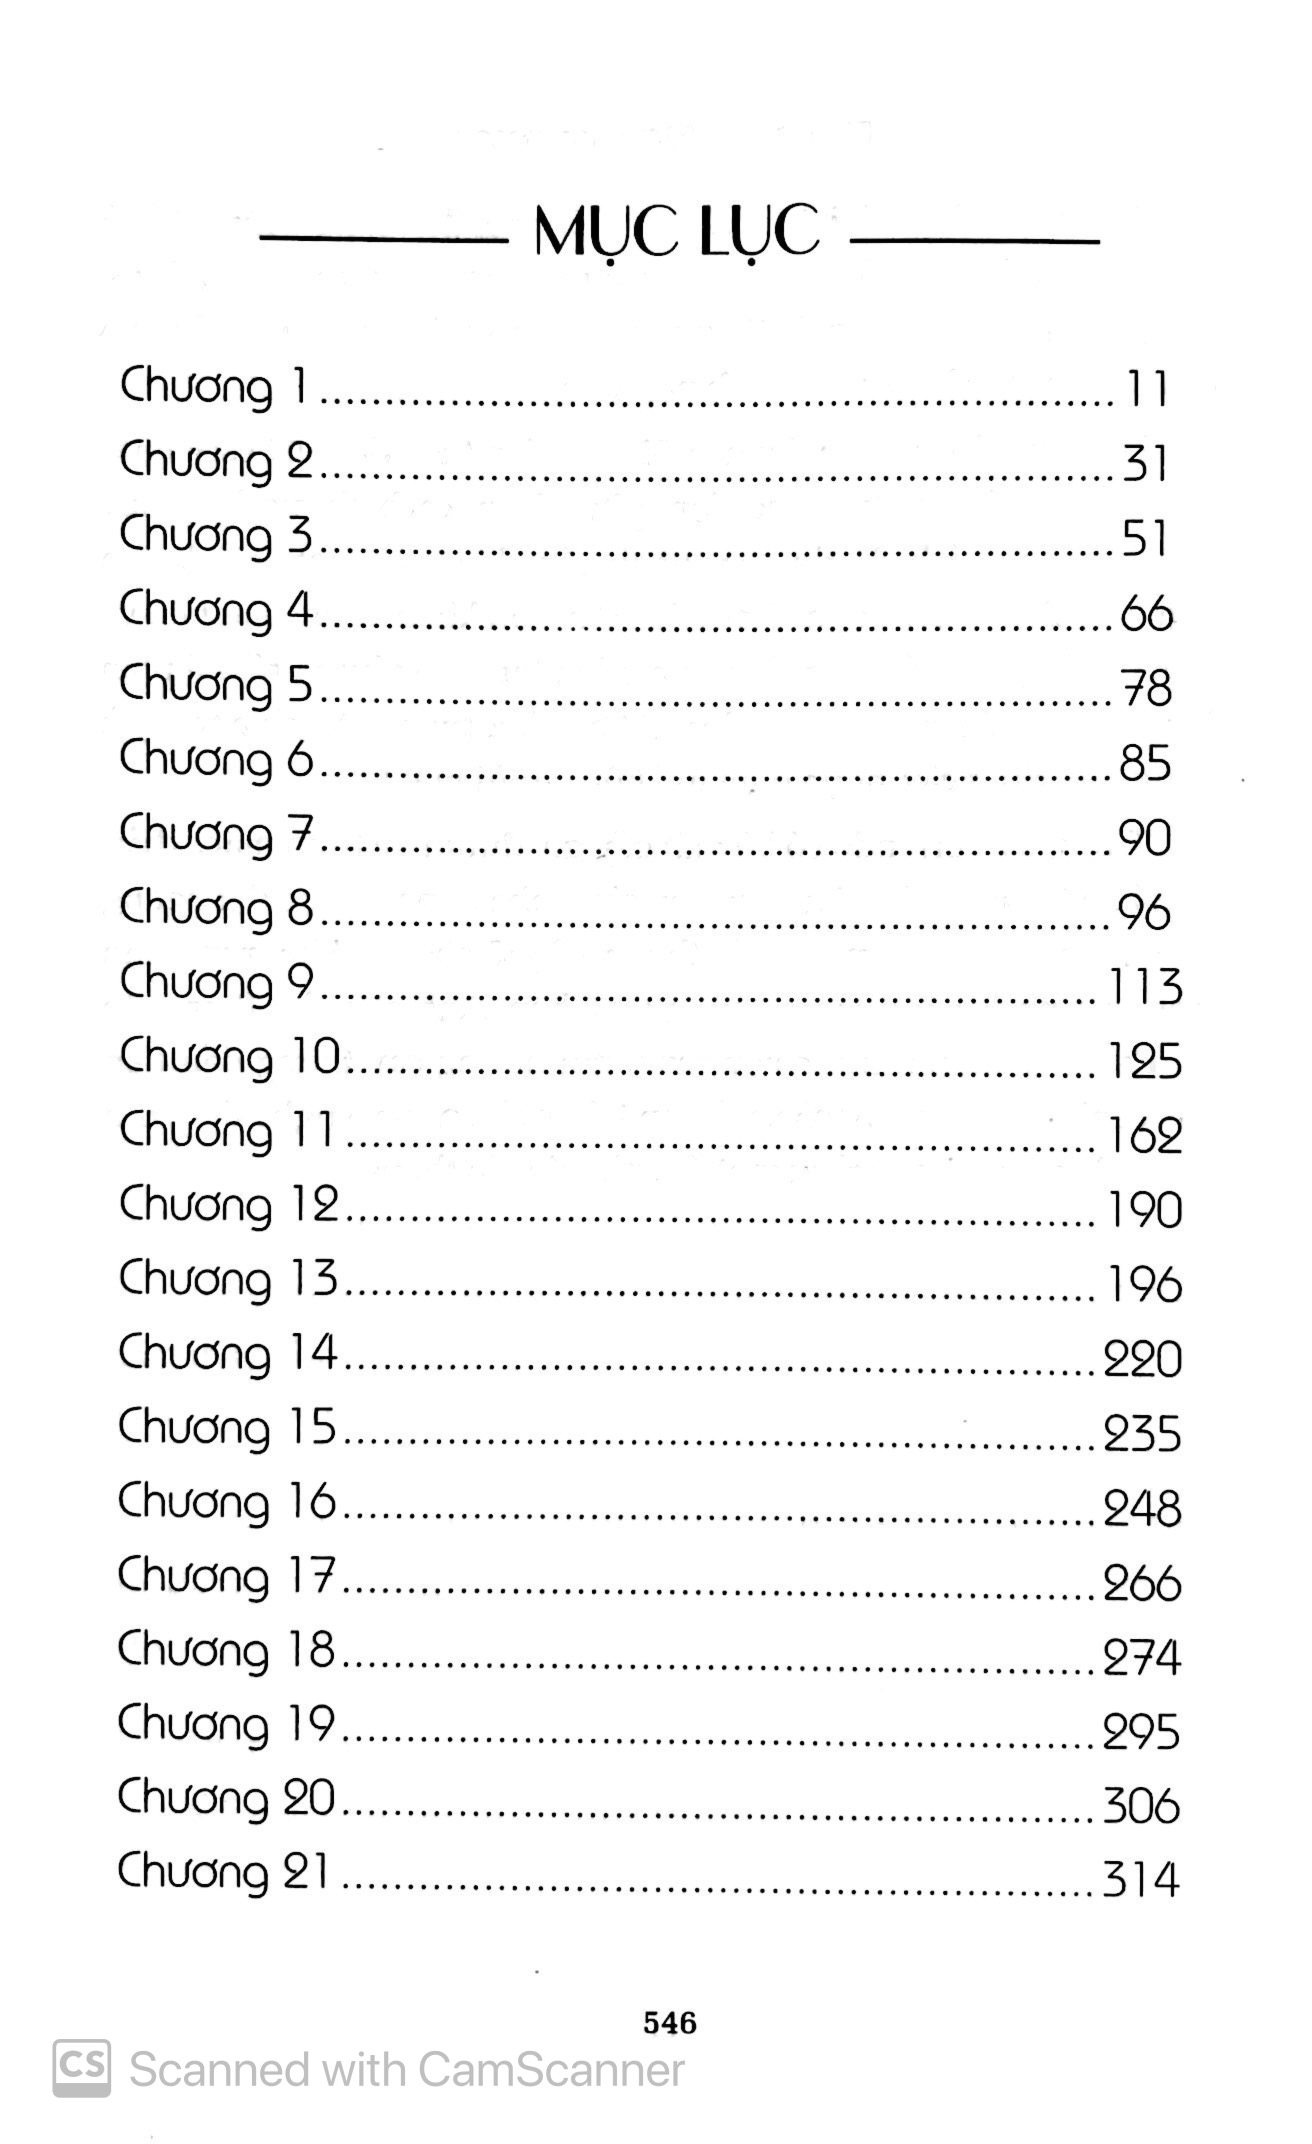 MỤC LỤC
Chương 1 ............................................................. 11
Chương 2 ............................................................. 31
Chương 3 ............................................................. 51
Chương 4 ............................................................. 66
Chương 5 ............................................................. 78
Chương 6 ............................................................. 85
Chương 7 ............................................................. 90
Chương 8 ............................................................. 96
Chương 9 ............................................................ 113
Chương 10 .......................................................... 125
Chương 11 .......................................................... 162
Chương 12 .......................................................... 190
Chương 13 .......................................................... 196
Chương 14 .......................................................... 220
Chương 15 .......................................................... 235
Chương 16 .......................................................... 248
Chương 17 .......................................................... 266
Chương 18 .......................................................... 274
Chương 19 .......................................................... 295
Chương 20 .......................................................... 306
Chương 21 .......................................................... 314
546
CS Scanned with CamScanner